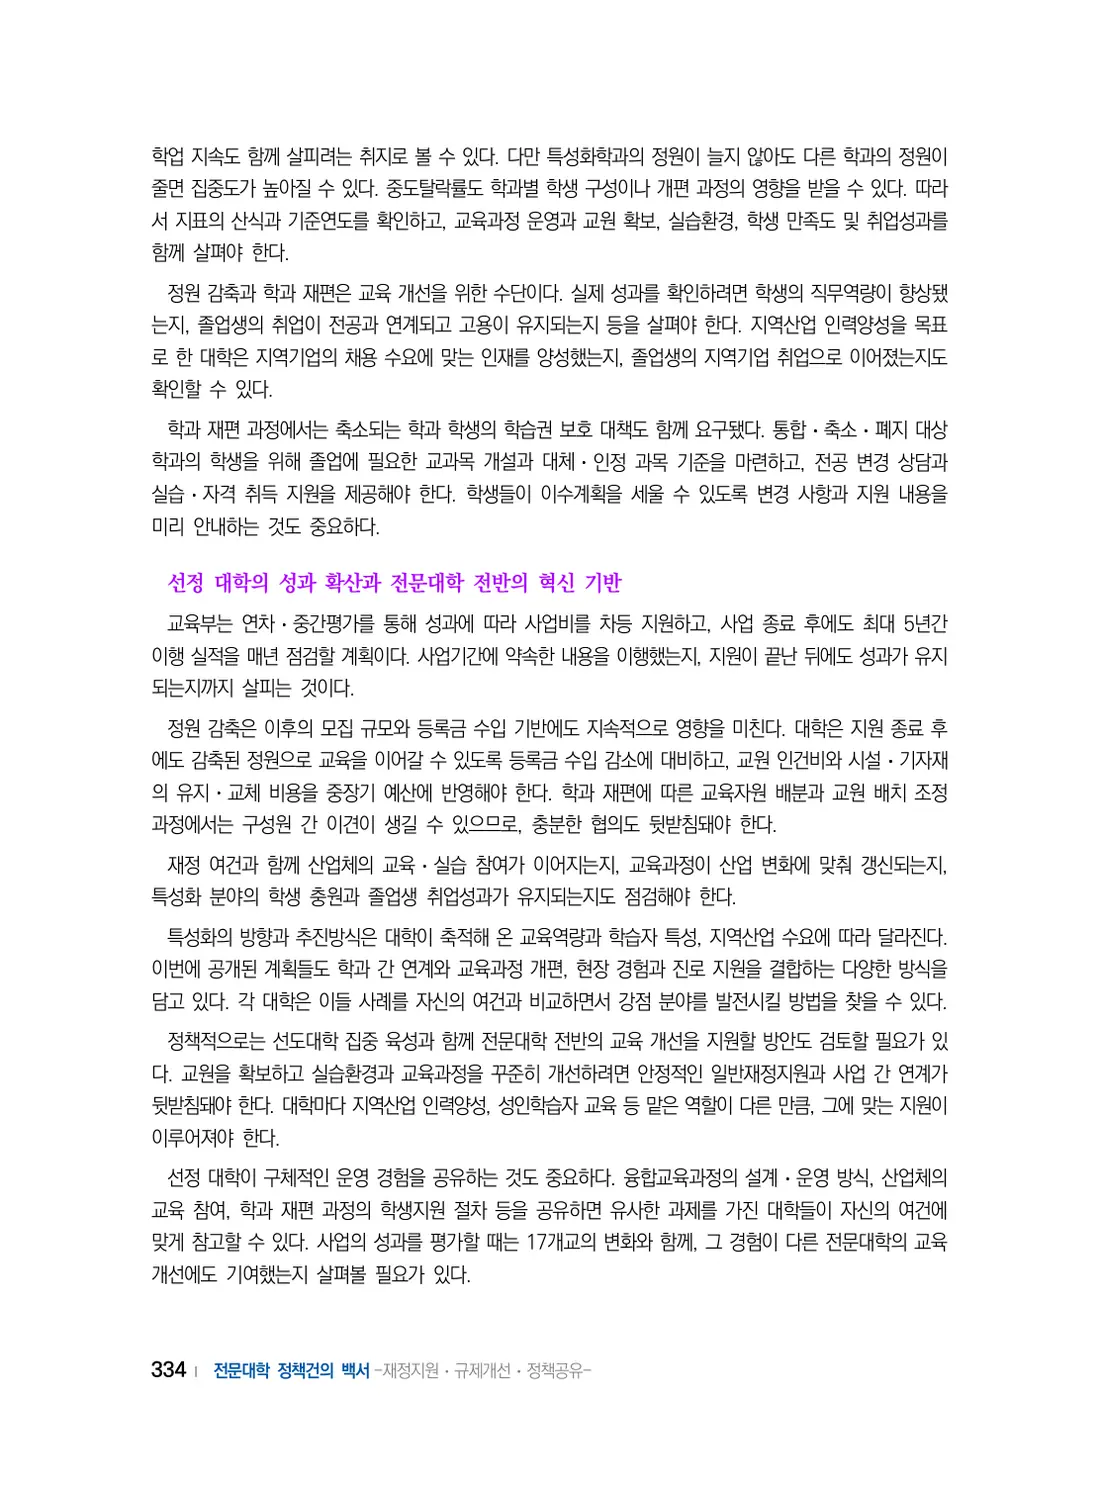 학업 지속도 함께 살피려는 취지로 볼 수 있다. 다만 특성화학과의 정원이 늘지 않아도 다른 학과의 정원이
줄면 집중도가 높아질 수 있다. 중도탈락률도 학과별 학생 구성이나 개편 과정의 영향을 받을 수 있다. 따라
서 지표의 산식과 기준연도를 확인하고, 교육과정 운영과 교원 확보, 실습환경, 학생 만족도 및 취업성과를
함께 살펴야 한다.
정원 감축과 학과 재편은 교육 개선을 위한 수단이다. 실제 성과를 확인하려면 학생의 직무역량이 향상됐
는지, 졸업생의 취업이 전공과 연계되고 고용이 유지되는지 등을 살펴야 한다. 지역산업 인력양성을 목표
로 한 대학은 지역기업의 채용 수요에 맞는 인재를 양성했는지, 졸업생의 지역기업 취업으로 이어졌는지도
확인할 수 있다.
학과 재편 과정에서는 축소되는 학과 학생의 학습권 보호 대책도 함께 요구됐다. 통합·축소·폐지 대상
학과의 학생을 위해 졸업에 필요한 교과목 개설과 대체·인정 과목 기준을 마련하고, 전공 변경 상담과
실습·자격 취득 지원을 제공해야 한다. 학생들이 이수계획을 세울 수 있도록 변경 사항과 지원 내용을
미리 안내하는 것도 중요하다.
선정 대학의 성과 확산과 전문대학 전반의 혁신 기반
교육부는 연차·중간평가를 통해 성과에 따라 사업비를 차등 지원하고, 사업 종료 후에도 최대 5년간
이행 실적을 매년 점검할 계획이다. 사업기간에 약속한 내용을 이행했는지, 지원이 끝난 뒤에도 성과가 유지
되는지까지 살피는 것이다.
정원 감축은 이후의 모집 규모와 등록금 수입 기반에도 지속적으로 영향을 미친다. 대학은 지원 종료 후
에도 감축된 정원으로 교육을 이어갈 수 있도록 등록금 수입 감소에 대비하고, 교원 인건비와 시설·기자재
의 유지·교체 비용을 중장기 예산에 반영해야 한다. 학과 재편에 따른 교육자원 배분과 교원 배치 조정
과정에서는 구성원 간 이견이 생길 수 있으므로, 충분한 협의도 뒷받침돼야 한다.
재정 여건과 함께 산업체의 교육·실습 참여가 이어지는지, 교육과정이 산업 변화에 맞춰 갱신되는지,
특성화 분야의 학생 충원과 졸업생 취업성과가 유지되는지도 점검해야 한다.
특성화의 방향과 추진방식은 대학이 축적해 온 교육역량과 학습자 특성, 지역산업 수요에 따라 달라진다.
이번에 공개된 계획들도 학과 간 연계와 교육과정 개편, 현장 경험과 진로 지원을 결합하는 다양한 방식을
담고 있다. 각 대학은 이들 사례를 자신의 여건과 비교하면서 강점 분야를 발전시킬 방법을 찾을 수 있다.
정책적으로는 선도대학 집중 육성과 함께 전문대학 전반의 교육 개선을 지원할 방안도 검토할 필요가 있
다. 교원을 확보하고 실습환경과 교육과정을 꾸준히 개선하려면 안정적인 일반재정지원과 사업 간 연계가
뒷받침돼야 한다. 대학마다 지역산업 인력양성, 성인학습자 교육 등 맡은 역할이 다른 만큼, 그에 맞는 지원이
이루어져야 한다.
선정 대학이 구체적인 운영 경험을 공유하는 것도 중요하다. 융합교육과정의 설계·운영 방식, 산업체의
교육 참여, 학과 재편 과정의 학생지원 절차 등을 공유하면 유사한 과제를 가진 대학들이 자신의 여건에
맞게 참고할 수 있다. 사업의 성과를 평가할 때는 17개교의 변화와 함께, 그 경험이 다른 전문대학의 교육
개선에도 기여했는지 살펴볼 필요가 있다.
334 | 전문대학 정책건의 백서 -재정지원·규제개선·정책공유-